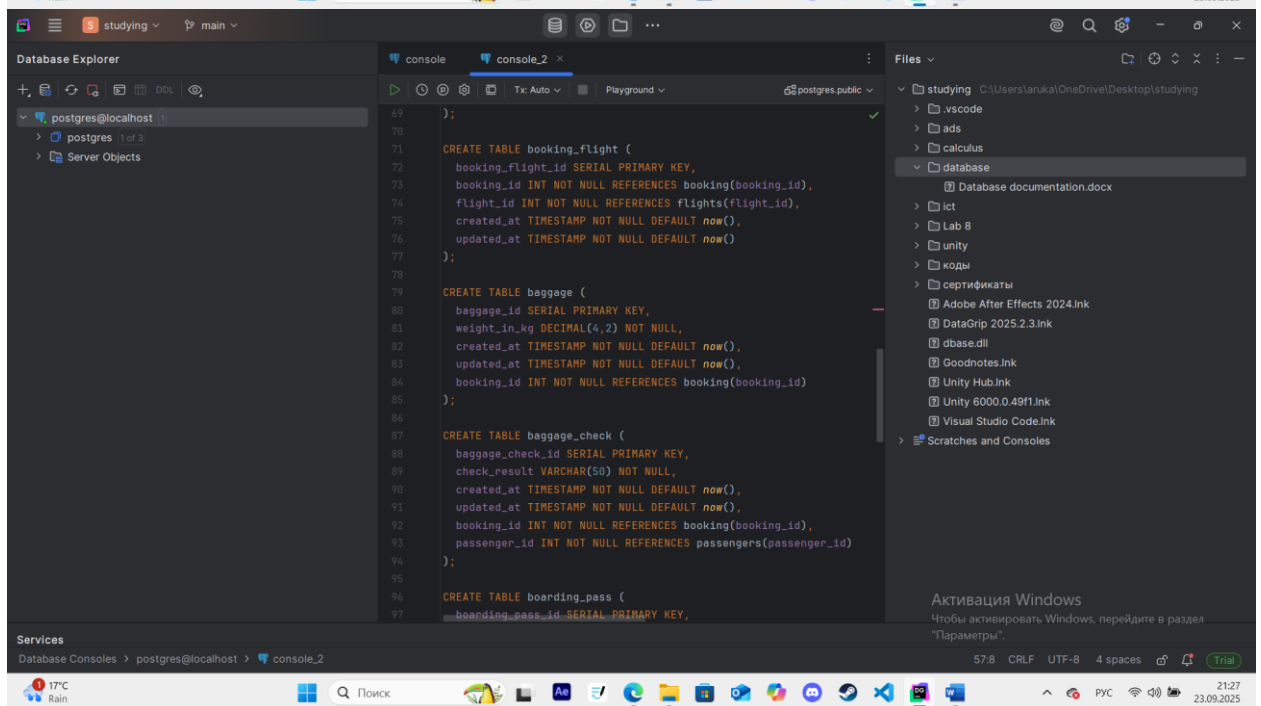 studying main
Database Explorer
DDL
postgres@localhost 1
postgres 1 of 3
Server Objects
console console_2
Tx: Auto Playground postgres.public
69 );
70
71 CREATE TABLE booking_flight (
72 booking_flight_id SERIAL PRIMARY KEY,
73 booking_id INT NOT NULL REFERENCES booking(booking_id),
74 flight_id INT NOT NULL REFERENCES flights(flight_id),
75 created_at TIMESTAMP NOT NULL DEFAULT now(),
76 updated_at TIMESTAMP NOT NULL DEFAULT now()
77 );
78
79 CREATE TABLE baggage (
80 baggage_id SERIAL PRIMARY KEY,
81 weight_in_kg DECIMAL(4,2) NOT NULL,
82 created_at TIMESTAMP NOT NULL DEFAULT now(),
83 updated_at TIMESTAMP NOT NULL DEFAULT now(),
84 booking_id INT NOT NULL REFERENCES booking(booking_id)
85 );
86
87 CREATE TABLE baggage_check (
88 baggage_check_id SERIAL PRIMARY KEY,
89 check_result VARCHAR(50) NOT NULL,
90 created_at TIMESTAMP NOT NULL DEFAULT now(),
91 updated_at TIMESTAMP NOT NULL DEFAULT now(),
92 booking_id INT NOT NULL REFERENCES booking(booking_id),
93 passenger_id INT NOT NULL REFERENCES passengers(passenger_id)
94 );
95
96 CREATE TABLE boarding_pass (
97 boarding_pass_id SERIAL PRIMARY KEY,
Files
studying C:\Users\aruka\OneDrive\Desktop\studying
.vscode
ads
calculus
database
Database documentation.docx
ict
Lab 8
unity
коды
сертификаты
Adobe After Effects 2024.lnk
DataGrip 2025.2.3.lnk
dbase.dll
Goodnotes.lnk
Unity Hub.lnk
Unity 6000.0.49f1.lnk
Visual Studio Code.lnk
Scratches and Consoles
Активация Windows
Чтобы активировать Windows, перейдите в раздел
"Параметры".
Services
Database Consoles > postgres@localhost > console_2
57:8 CRLF UTF-8 4 spaces Trial
1 17°C
Rain
Поиск
Ae
РУС
21:27
23.09.2025